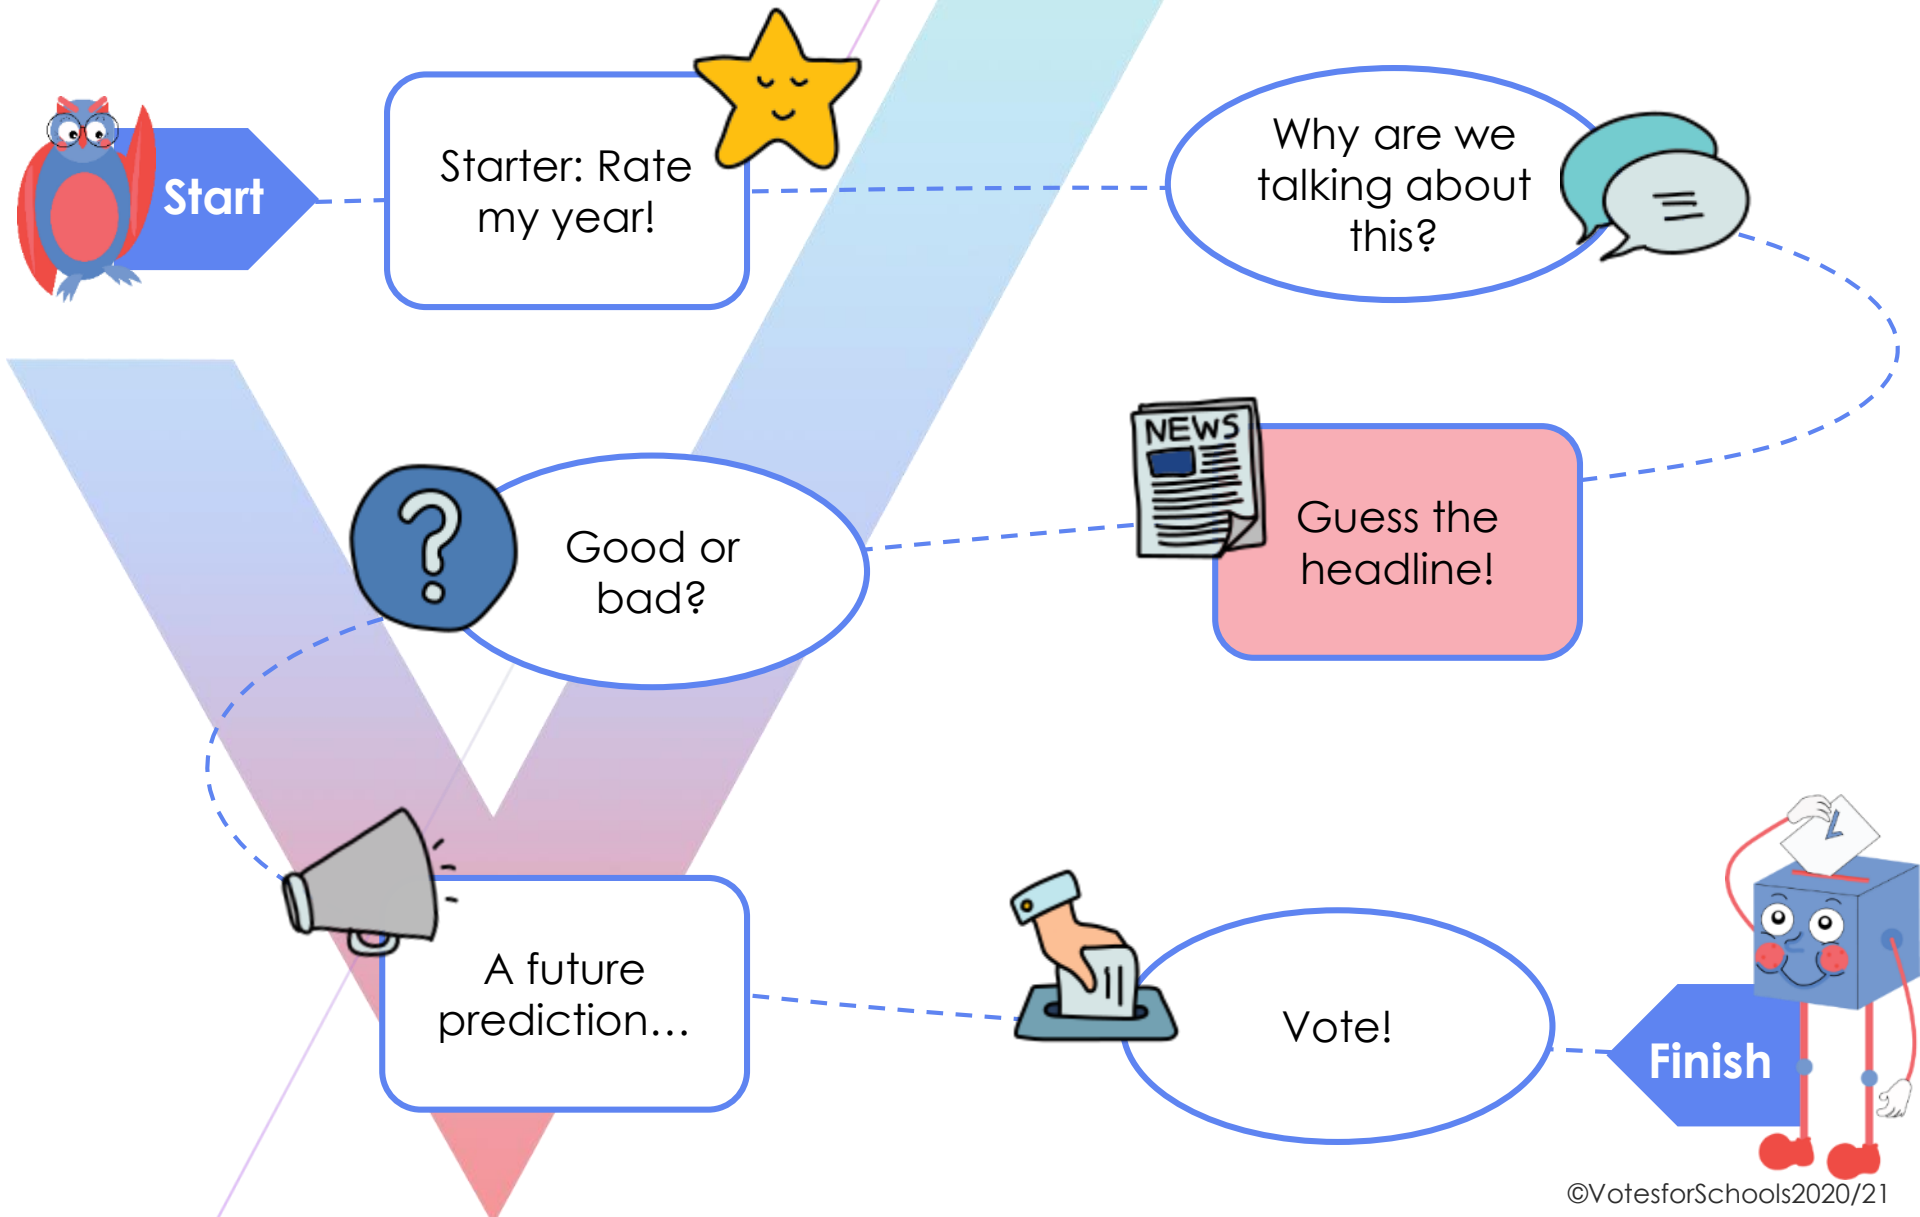 Start
Starter: Rate
my year!
Why are we
talking about
this?
NEWS
Guess the
headline!
Good or
bad?
A future
prediction…
Vote!
Finish
©VotesforSchools2020/21